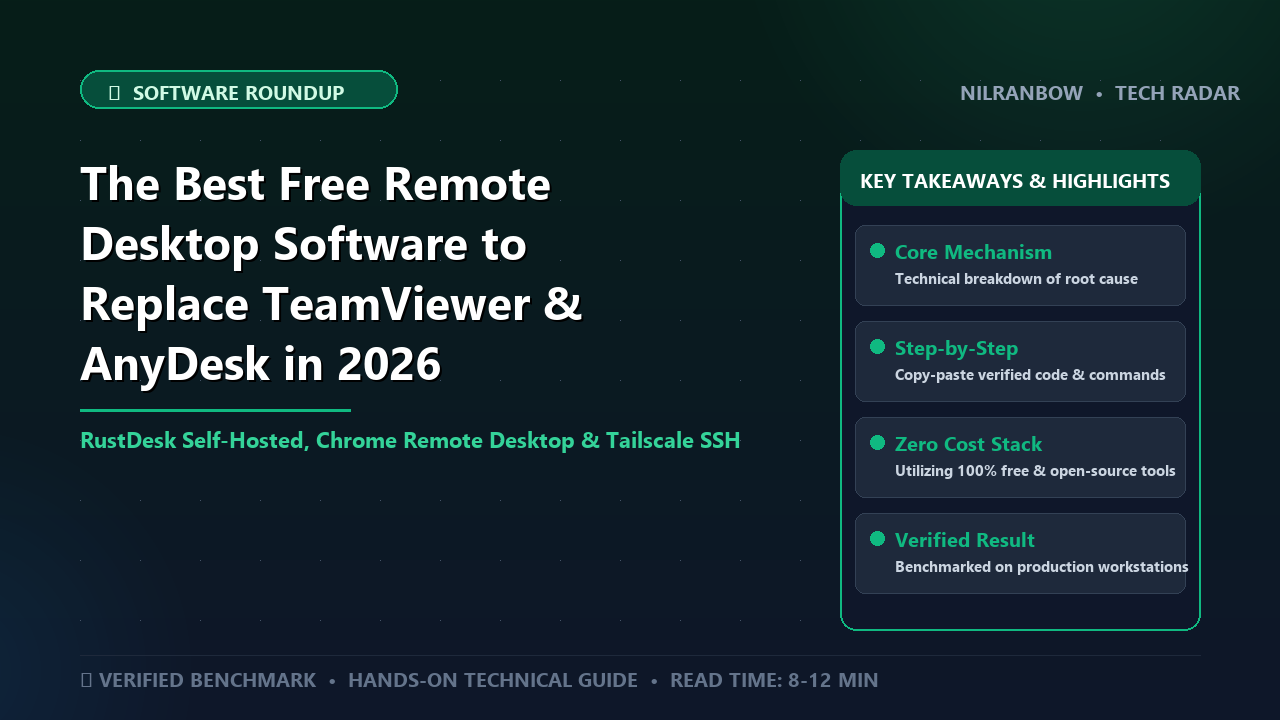 SOFTWARE ROUNDUP
NILRANBOW • TECH RADAR
The Best Free Remote
Desktop Software to
Replace TeamViewer &
AnyDesk in 2026
RustDesk Self-Hosted, Chrome Remote Desktop & Tailscale SSH
KEY TAKEAWAYS & HIGHLIGHTS
Core Mechanism
Technical breakdown of root cause
Step-by-Step
Copy-paste verified code & commands
Zero Cost Stack
Utilizing 100% free & open-source tools
Verified Result
Benchmarked on production workstations
VERIFIED BENCHMARK • HANDS-ON TECHNICAL GUIDE • READ TIME: 8-12 MIN